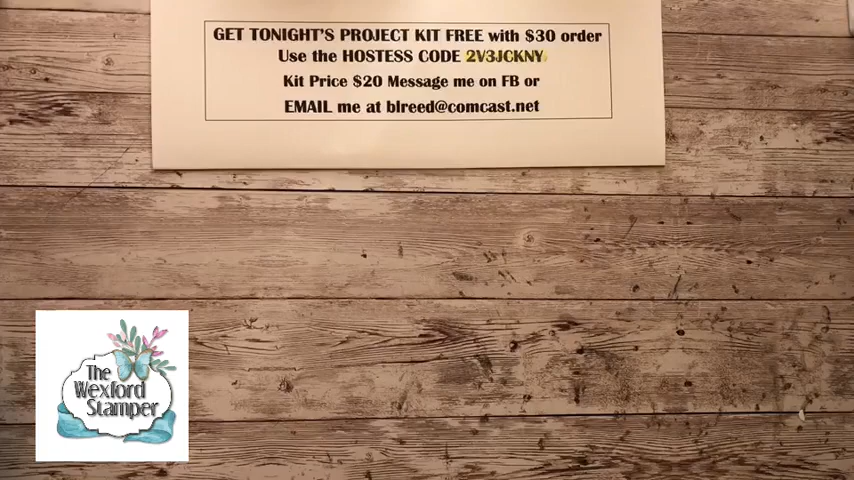 GET TONIGHT'S PROJECT KIT FREE with $30 order
Use the HOSTESS CODE 2V3JCKNY
Kit Price $20 Message me on FB or
EMAIL me at blreed@comcast.net
The
Wexford
Stamper